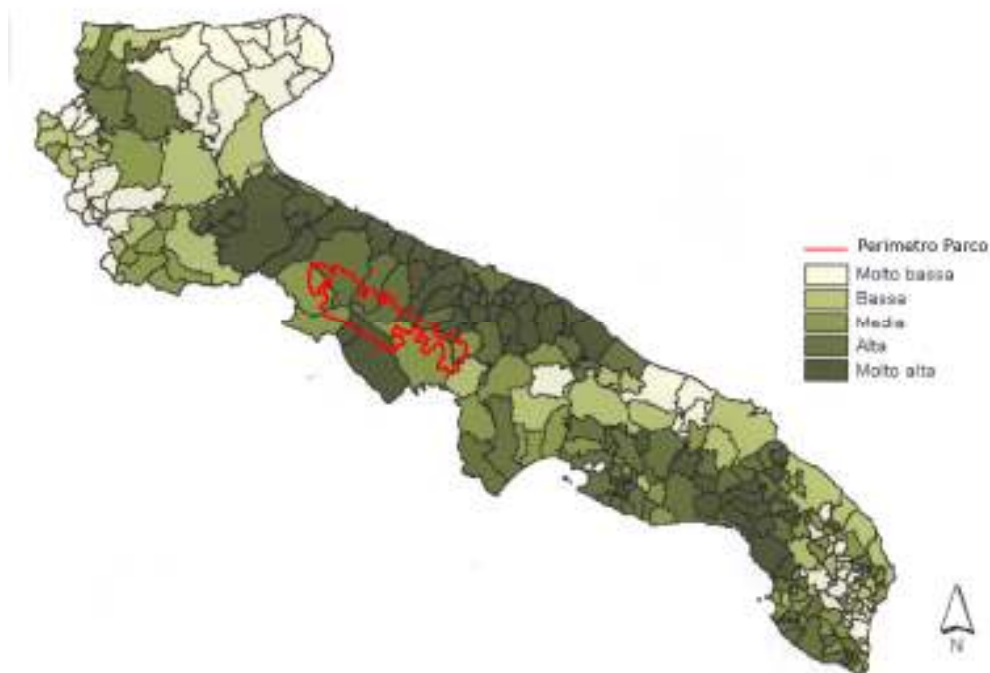 Perimetro Parco
Molto bassa
Bassa
Media
Alta
Molto alta
N